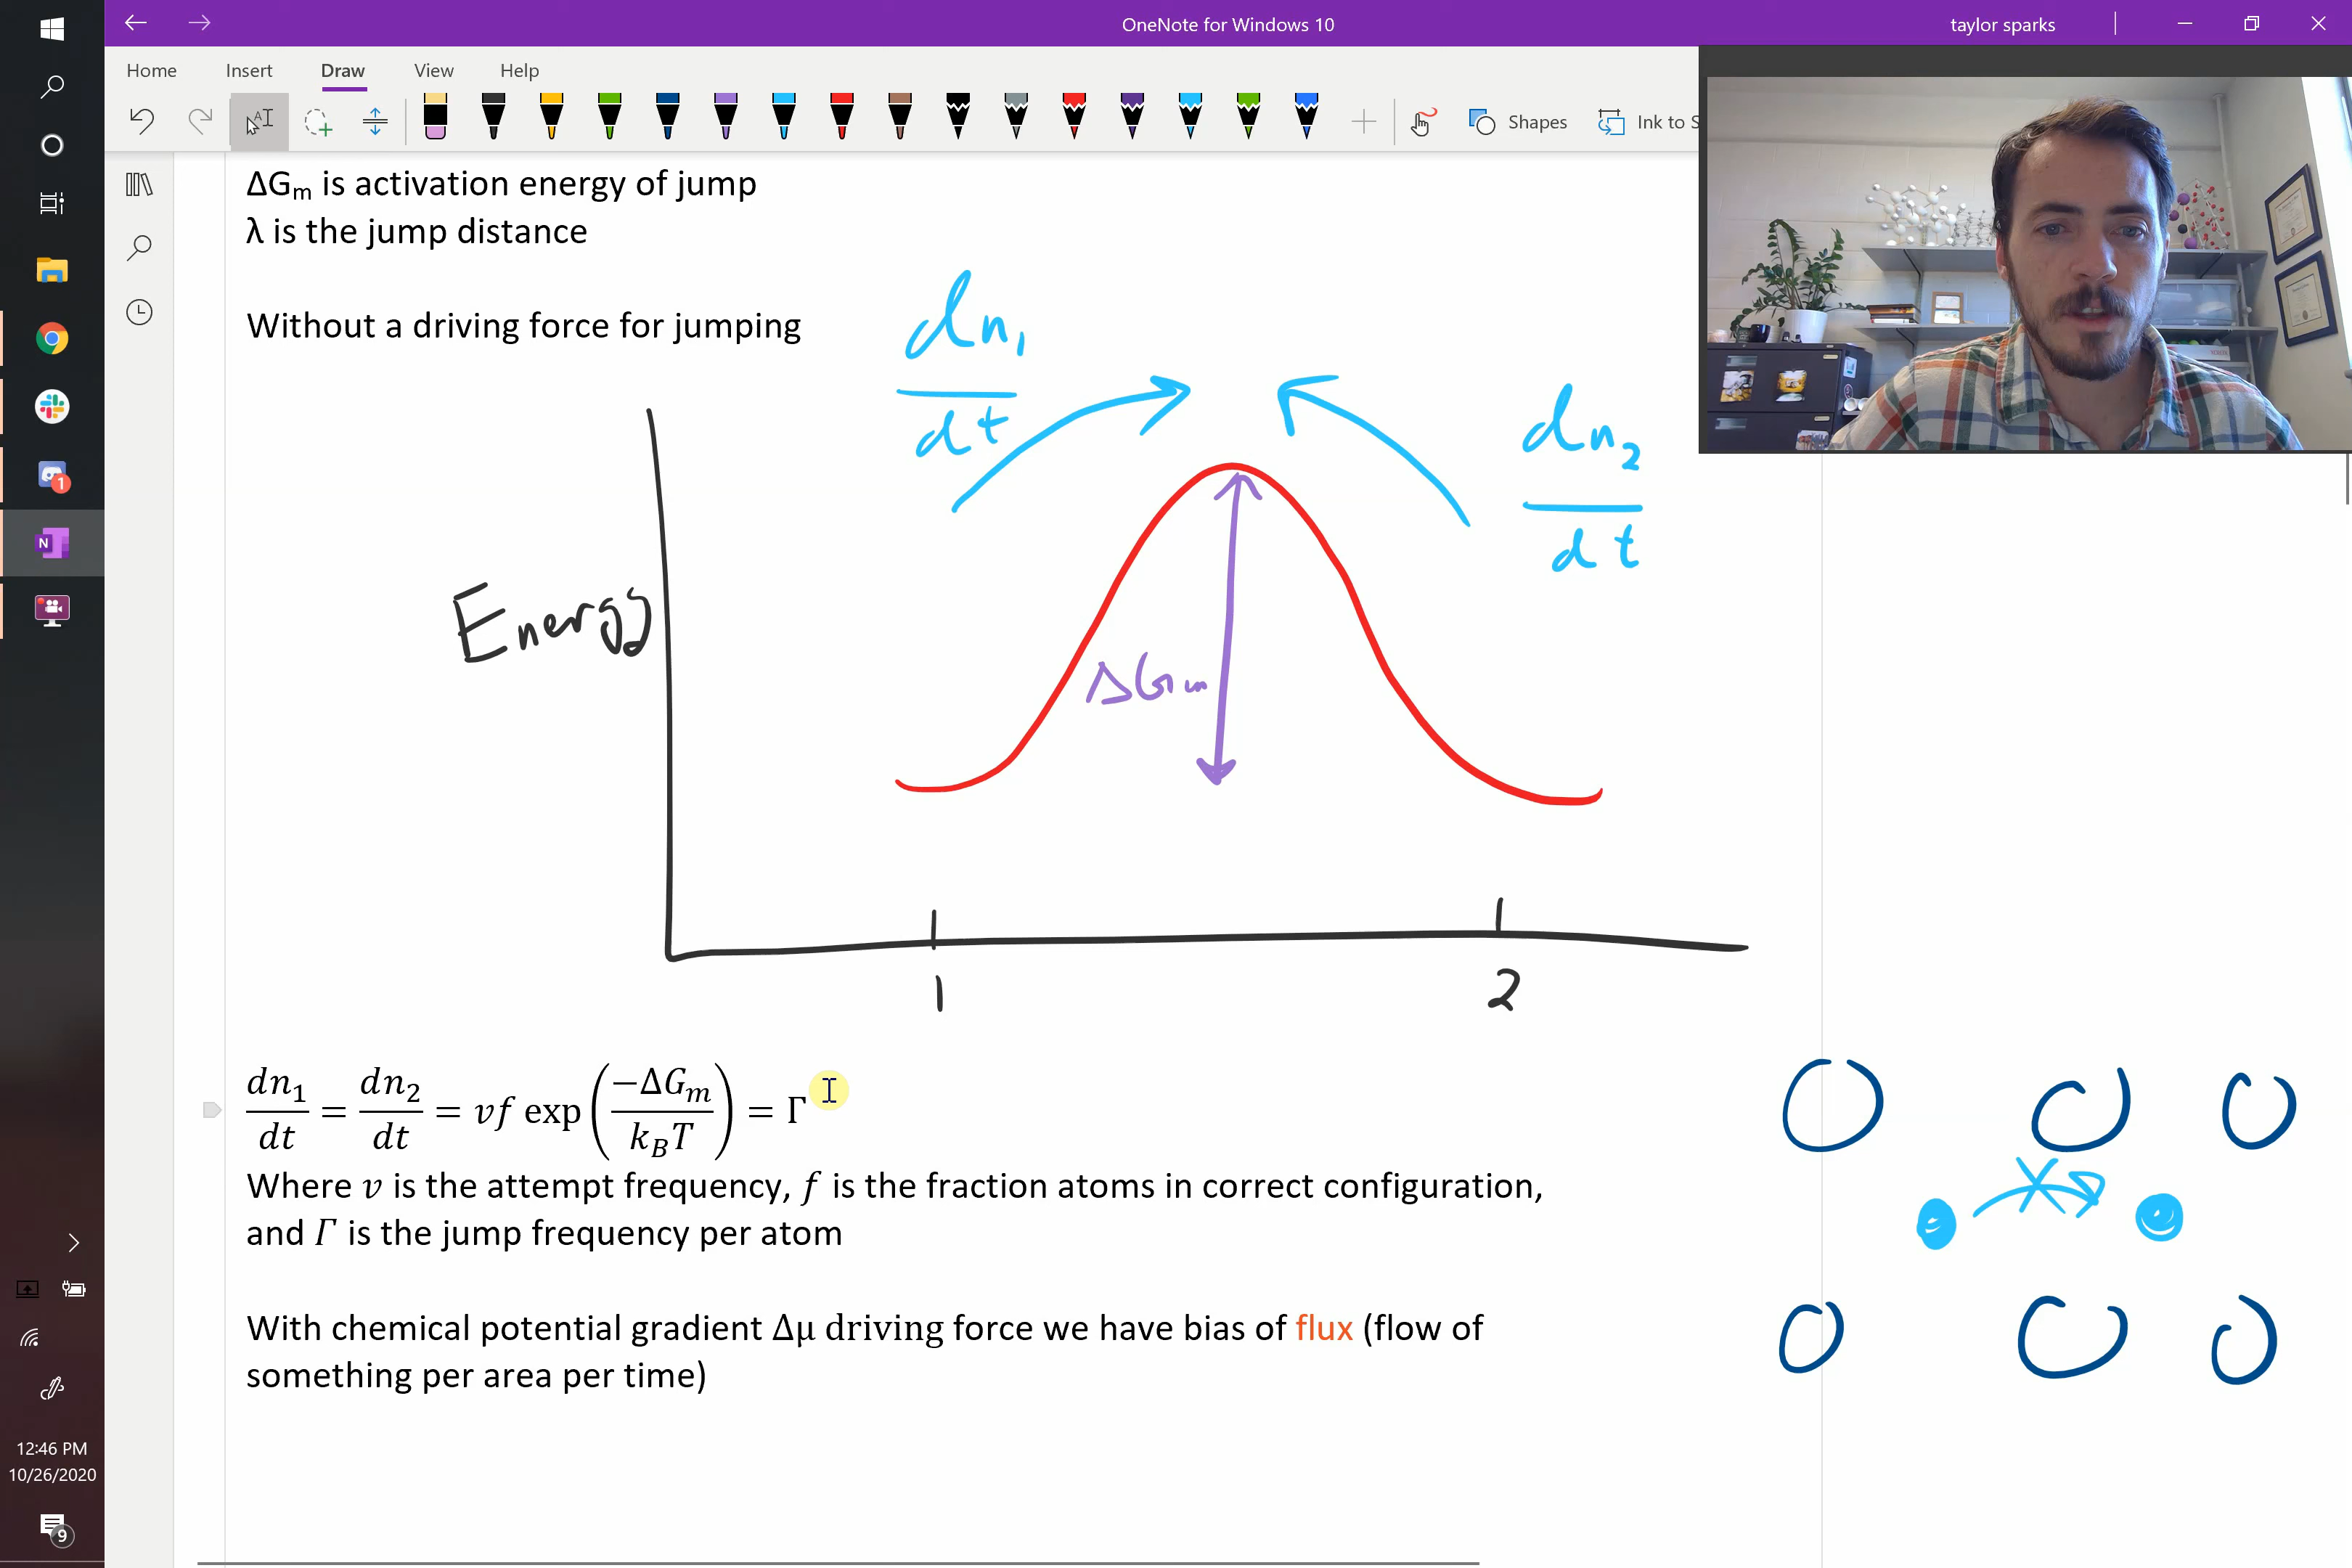 OneNote for Windows 10
taylor sparks
Home Insert Draw View Help
Shapes
Ink to S
ΔGₘ is activation energy of jump
λ is the jump distance
Without a driving force for jumping
dn₁/dt
dn₂/dt
Energy
ΔGₘ
1 2
dn₁/dt = dn₂/dt = νf exp(−ΔGₘ/k_BT) = Γ
Where ν is the attempt frequency, f is the fraction atoms in correct configuration,
and Γ is the jump frequency per atom
With chemical potential gradient Δμ driving force we have bias of flux (flow of
something per area per time)
1
N
12:46 PM
10/26/2020
9